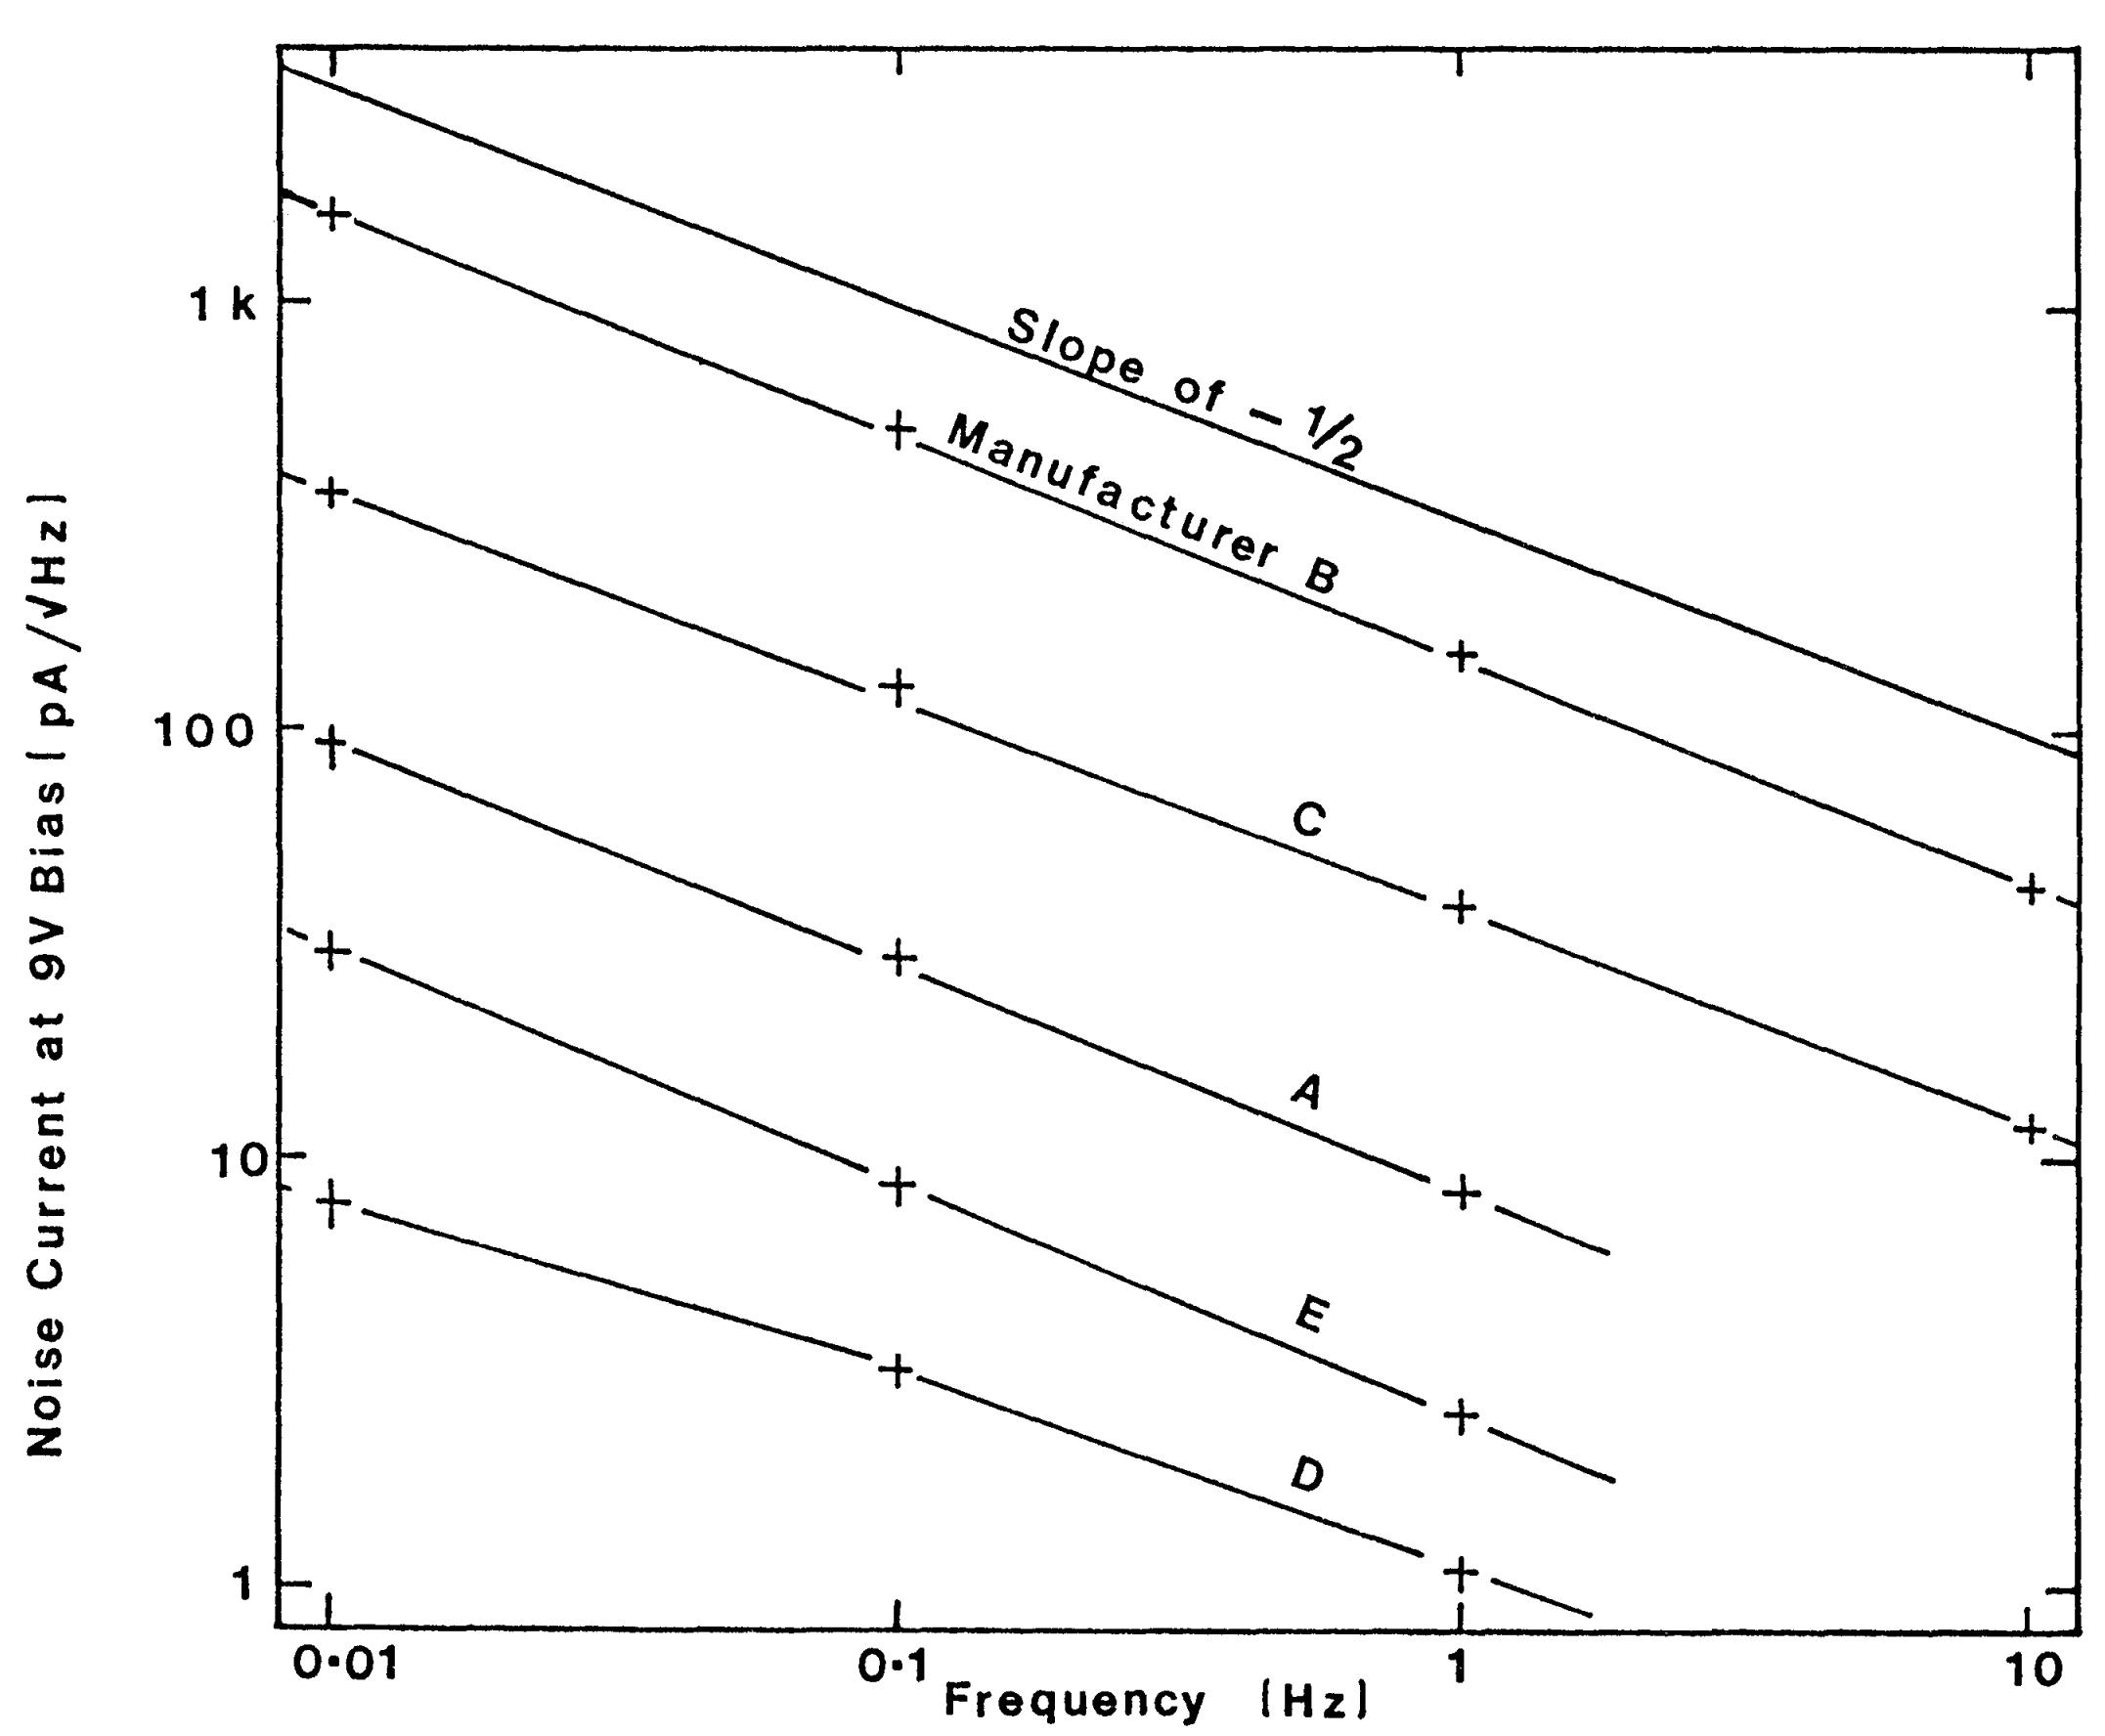 Noise Current at 9V Bias [pA/√Hz]
1 k
100
10
1
Slope of – 1/2
Manufacturer B
C
A
E
D
0·01
0·1
1
10
Frequency [Hz]